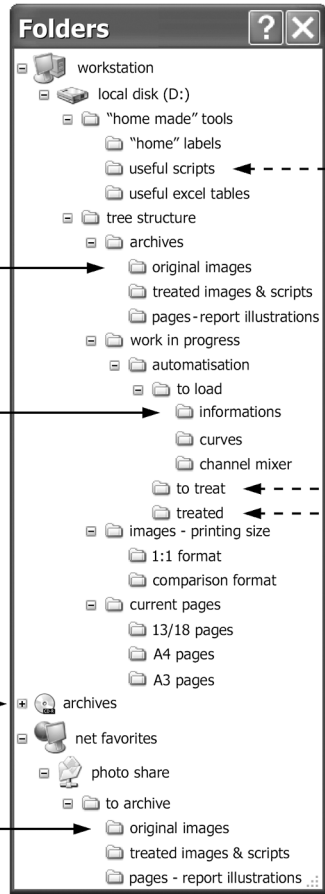 Folders
workstation
local disk (D:)
“home made” tools
“home” labels
useful scripts
useful excel tables
tree structure
archives
original images
treated images & scripts
pages-report illustrations
work in progress
automatisation
to load
informations
curves
channel mixer
to treat
treated
images - printing size
1:1 format
comparison format
current pages
13/18 pages
A4 pages
A3 pages
archives
net favorites
photo share
to archive
original images
treated images & scripts
pages - report illustrations